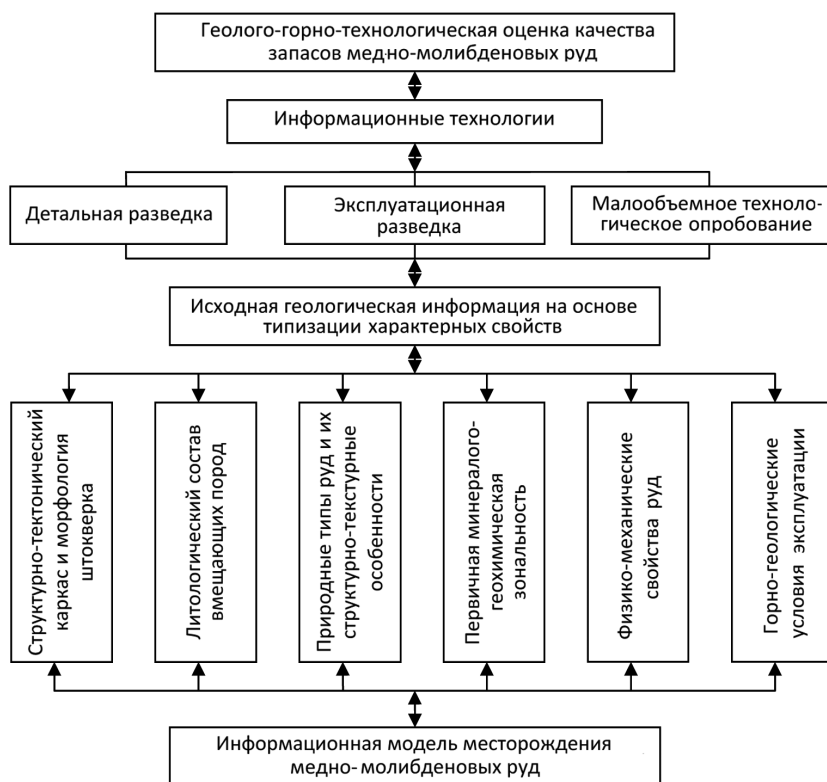 Геолого-горно-технологическая оценка качества
запасов медно-молибденовых руд
Информационные технологии
Детальная разведка
Эксплуатационная
разведка
Малообъемное техноло-
гическое опробование
Исходная геологическая информация на основе
типизации характерных свойств
Структурно-тектонический
каркас и морфология
штокверка
Литологический состав
вмещающих пород
Природные типы руд и их
структурно-текстурные
особенности
Первичная минералого-
геохимическая
зональность
Физико-механические
свойства руд
Горно-геологические
условия эксплуатации
Информационная модель месторождения
медно-молибденовых руд